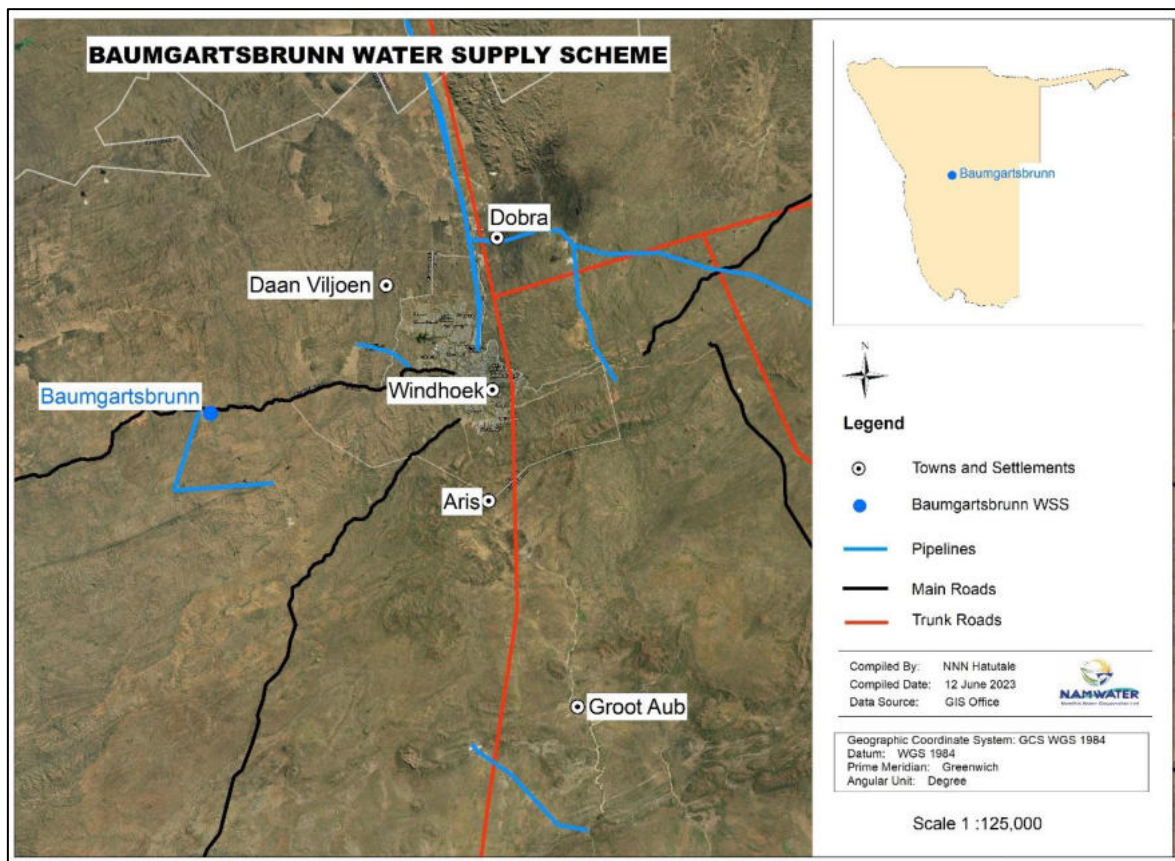 BAUMGARTSBRUNN WATER SUPPLY SCHEME
Dobra
Daan Viljoen
Baumgartsbrunn
Windhoek
Aris
Groot Aub
Baumgartsbrunn
N
Legend
Towns and Settlements
Baumgartsbrunn WSS
Pipelines
Main Roads
Trunk Roads
Compiled By: NNN Hatutale
Compiled Date: 12 June 2023
Data Source: GIS Office
NAMWATER
Geographic Coordinate System: GCS WGS 1984
Datum: WGS 1984
Prime Meridian: Greenwich
Angular Unit: Degree
Scale 1 :125,000